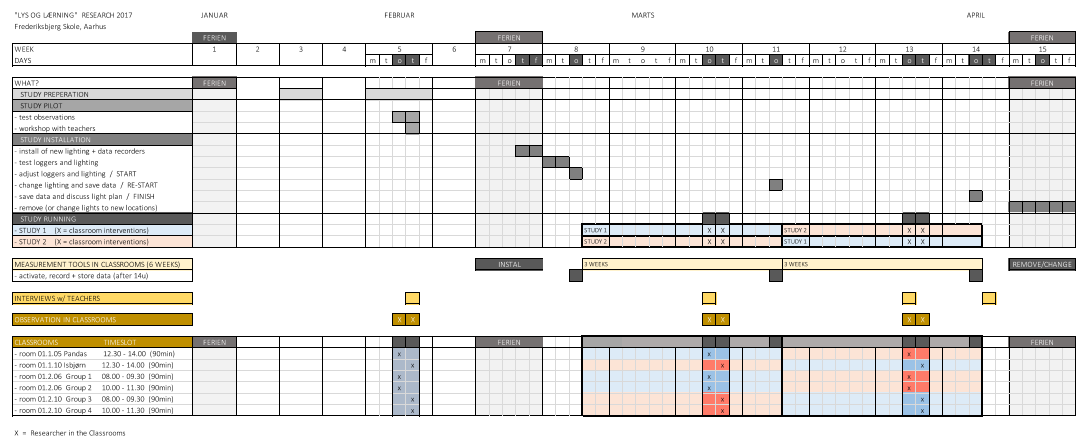 "LYS OG LÆRNING" RESEARCH 2017 JANUAR FEBRUAR MARTS APRIL
Frederiksbjerg Skole, Aarhus
FERIEN FERIEN FERIEN
WEEK 1 2 3 4 5 6 7 8 9 10 11 12 13 14 15
DAYS m t o t f m t o t f m t o t f m t o t f m t o t f m t o t f m t o t f m t o t f m t o t f m t o t f
WHAT? FERIEN FERIEN FERIEN
STUDY PREPERATION
STUDY PILOT
- test observations
- workshop with teachers
STUDY INSTALLATION
- install of new lighting + data recorders
- test loggers and lighting
- adjust loggers and lighting / START
- change lighting and save data / RE-START
- save data and discuss light plan / FINISH
- remove (or change lights to new locations)
STUDY RUNNING
- STUDY 1 (X = classroom interventions) STUDY 1 X X STUDY 2 X X
- STUDY 2 (X = classroom interventions) STUDY 2 X X STUDY 1 X X
MEASUREMENT TOOLS IN CLASSROOMS (6 WEEKS) INSTAL 3 WEEKS 3 WEEKS REMOVE/CHANGE
- activate, record + store data (after 14u)
INTERVIEWS w/ TEACHERS
OBSERVATION IN CLASSROOMS X X X X X X
CLASSROOMS TIMESLOT FERIEN FERIEN FERIEN
- room 01.1.05 Pandas 12.30 - 14.00 (90min) x x x
- room 01.1.10 Isbjørn 12.30 - 14.00 (90min) x x x
- room 01.2.06 Group 1 08.00 - 09.30 (90min) x x x
- room 01.2.06 Group 2 10.00 - 11.30 (90min) x x x
- room 01.2.10 Group 3 08.00 - 09.30 (90min) x x x
- room 01.2.10 Group 4 10.00 - 11.30 (90min) x x x
X = Researcher in the Classrooms